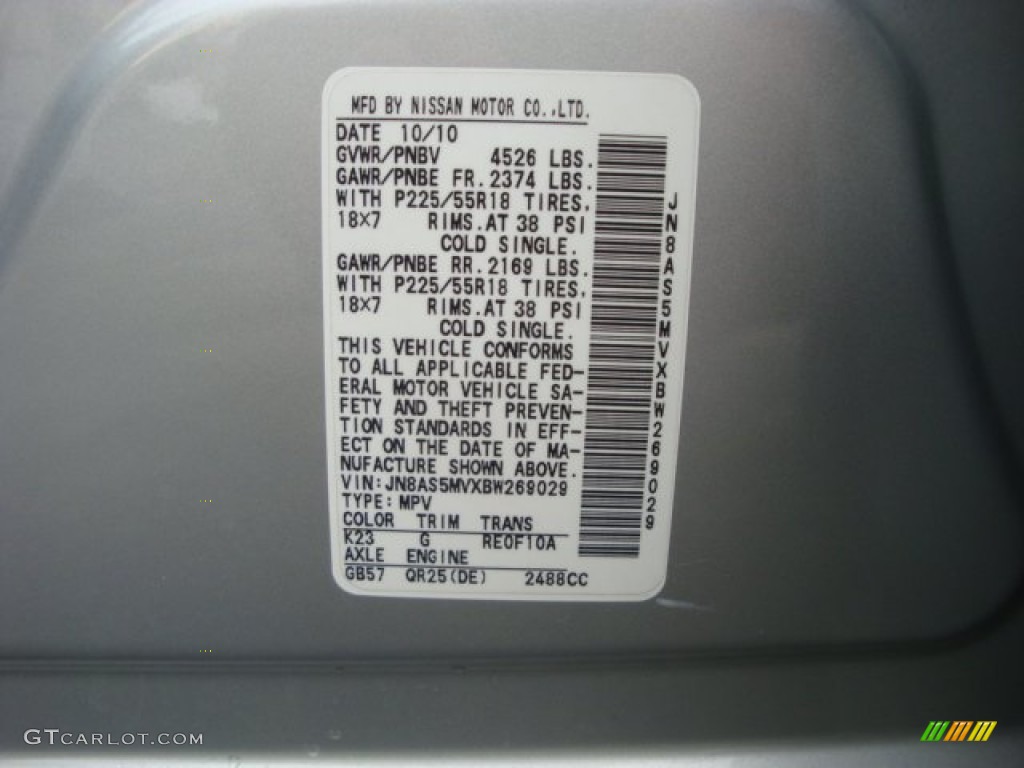 MFD BY NISSAN MOTOR CO.,LTD.
DATE 10/10
GVWR/PNBV 4526 LBS.
GAWR/PNBE FR. 2374 LBS.
WITH P225/55R18 TIRES,
18X7 RIMS.AT 38 PSI
COLD SINGLE.
GAWR/PNBE RR. 2169 LBS.
WITH P225/55R18 TIRES,
18X7 RIMS.AT 38 PSI
COLD SINGLE.
THIS VEHICLE CONFORMS
TO ALL APPLICABLE FED-
ERAL MOTOR VEHICLE SA-
FETY AND THEFT PREVEN-
TION STANDARDS IN EFF-
ECT ON THE DATE OF MA-
NUFACTURE SHOWN ABOVE.
VIN:JN8AS5MVXBW269029
TYPE:MPV
COLOR TRIM TRANS
K23 G RE0F10A
AXLE ENGINE
GB57 QR25(DE) 2488CC
JN8AS5MVXBW269029
GTCARLOT.COM